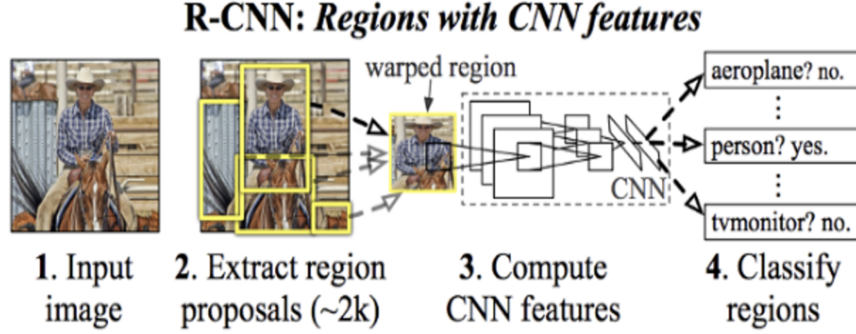 R-CNN: Regions with CNN features
warped region
aeroplane? no.
person? yes.
tvmonitor? no.
CNN
1. Input
image
2. Extract region
proposals (~2k)
3. Compute
CNN features
4. Classify
regions